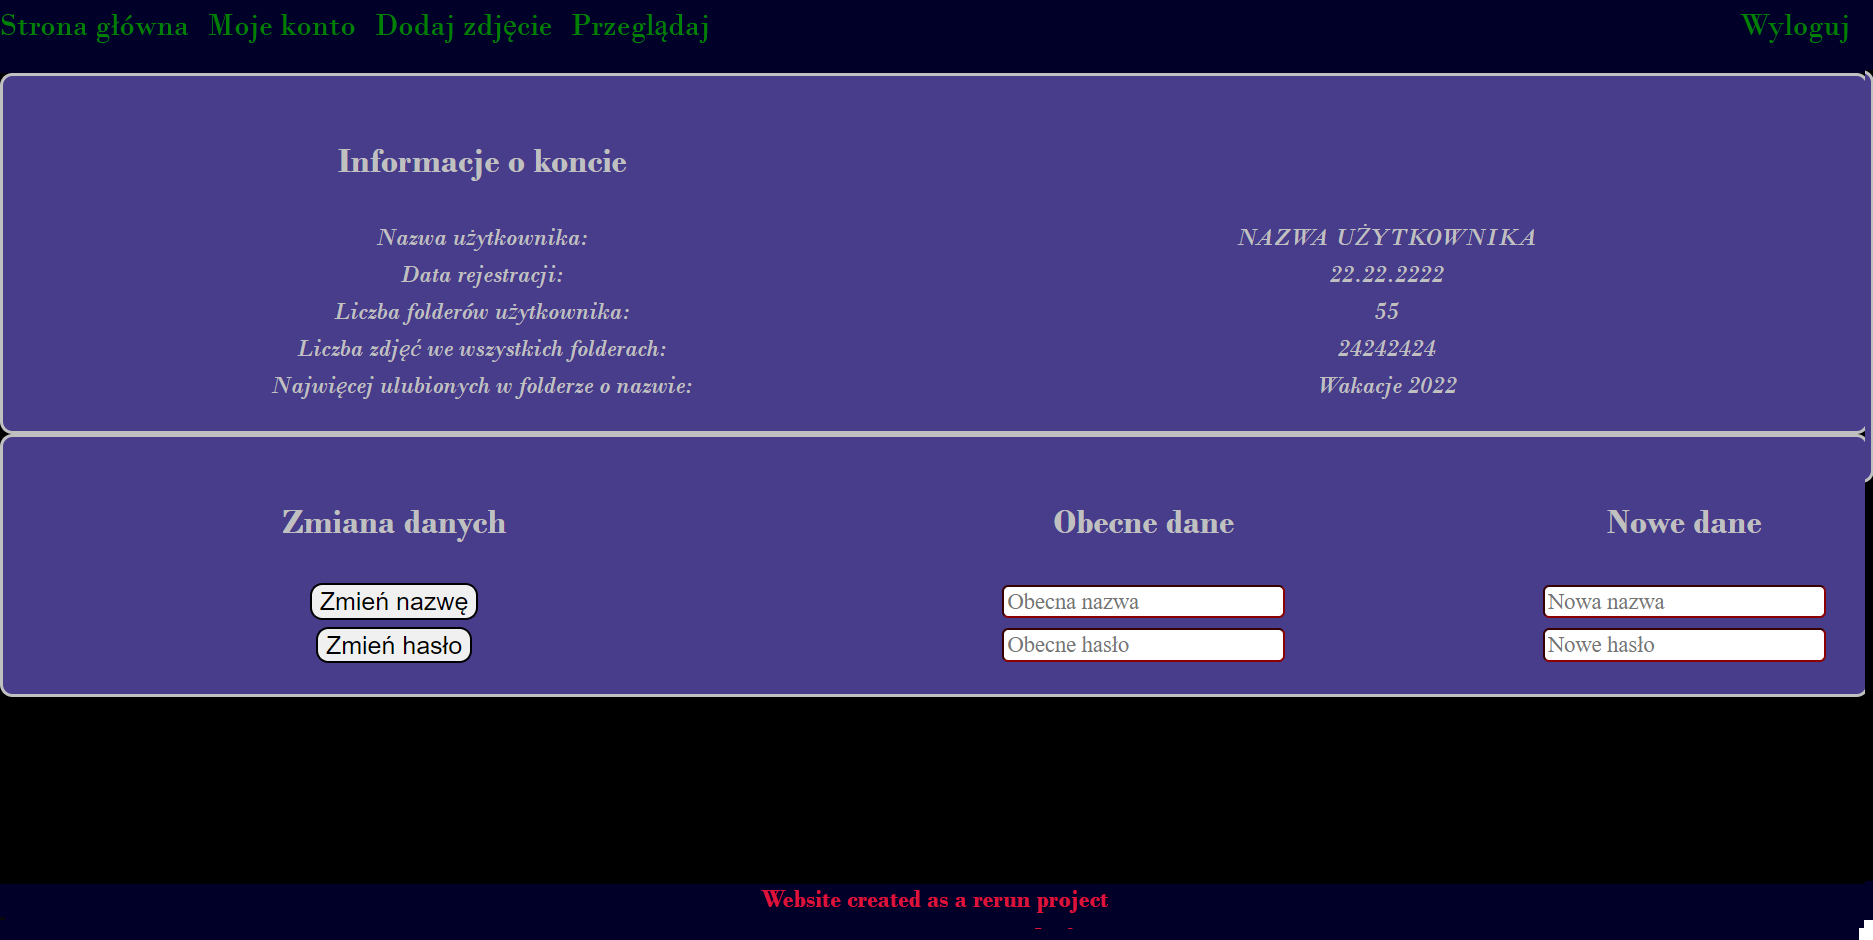 Strona główna Moje konto Dodaj zdjęcie Przeglądaj Wyloguj
Informacje o koncie
Nazwa użytkownika: NAZWA UŻYTKOWNIKA
Data rejestracji: 22.22.2222
Liczba folderów użytkownika: 55
Liczba zdjęć we wszystkich folderach: 24242424
Najwięcej ulubionych w folderze o nazwie: Wakacje 2022
Zmiana danych Obecne dane Nowe dane
Zmień nazwę Obecna nazwa Nowa nazwa
Zmień hasło Obecne hasło Nowe hasło
Website created as a rerun project